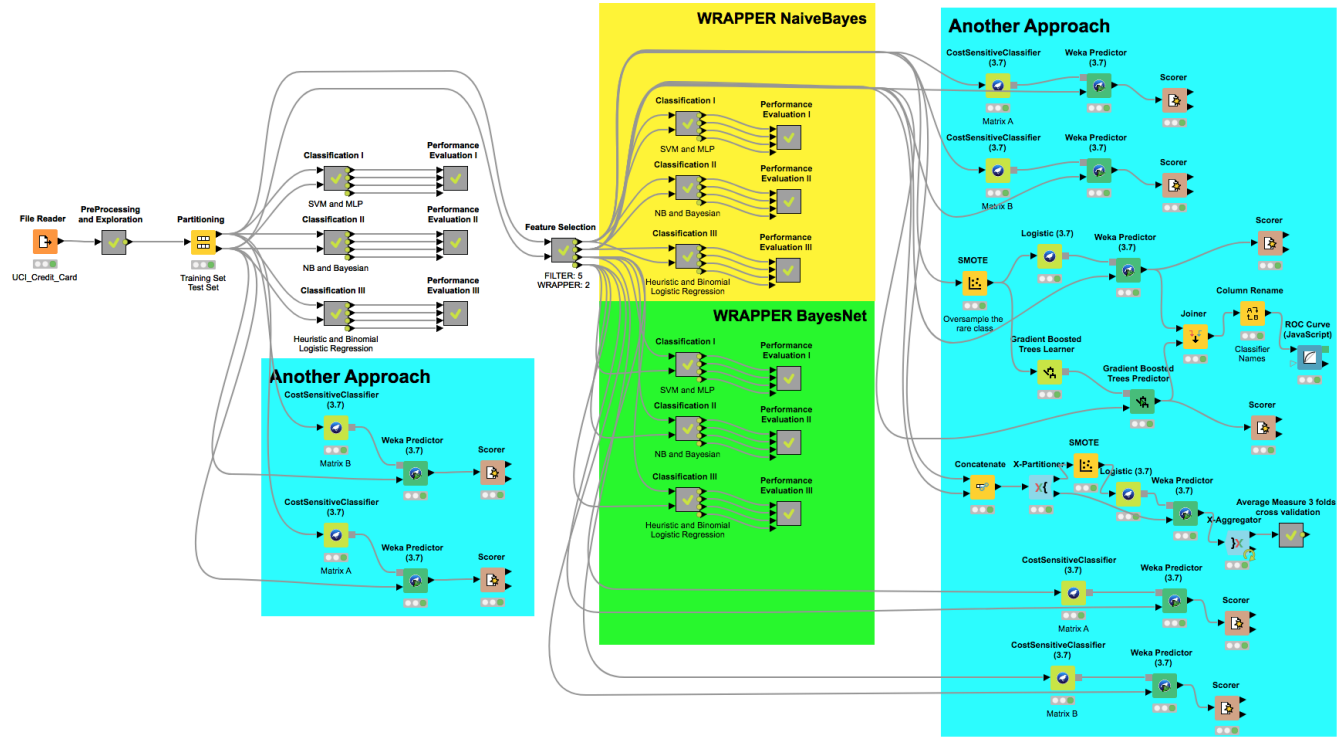 File Reader
UCI_Credit_Card
PreProcessing
and Exploration
Partitioning
Training Set
Test Set
Classification I
SVM and MLP
Performance
Evaluation I
Classification II
NB and Bayesian
Performance
Evaluation II
Classification III
Heuristic and Binomial
Logistic Regression
Performance
Evaluation III
Another Approach
CostSensitiveClassifier
(3.7)
Matrix B
Weka Predictor
(3.7)
Scorer
CostSensitiveClassifier
(3.7)
Matrix A
Weka Predictor
(3.7)
Scorer
Feature Selection
FILTER: 5
WRAPPER: 2
WRAPPER NaiveBayes
Classification I
SVM and MLP
Performance
Evaluation I
Classification II
NB and Bayesian
Performance
Evaluation II
Classification III
Heuristic and Binomial
Logistic Regression
Performance
Evaluation III
WRAPPER BayesNet
Classification I
SVM and MLP
Performance
Evaluation I
Classification II
NB and Bayesian
Performance
Evaluation II
Classification III
Heuristic and Binomial
Logistic Regression
Performance
Evaluation III
Another Approach
CostSensitiveClassifier
(3.7)
Matrix A
Weka Predictor
(3.7)
Scorer
CostSensitiveClassifier
(3.7)
Matrix B
Weka Predictor
(3.7)
Scorer
SMOTE
Oversample the
rare class
Logistic (3.7)
Weka Predictor
(3.7)
Scorer
Gradient Boosted
Trees Learner
Gradient Boosted
Trees Predictor
Joiner
Column Rename
Classifier
Names
ROC Curve
(JavaScript)
Scorer
Concatenate
X-Partitioner
SMOTE
Logistic (3.7)
Weka Predictor
(3.7)
X-Aggregator
Average Measure 3 folds
cross validation
CostSensitiveClassifier
(3.7)
Matrix A
Weka Predictor
(3.7)
Scorer
CostSensitiveClassifier
(3.7)
Matrix B
Weka Predictor
(3.7)
Scorer